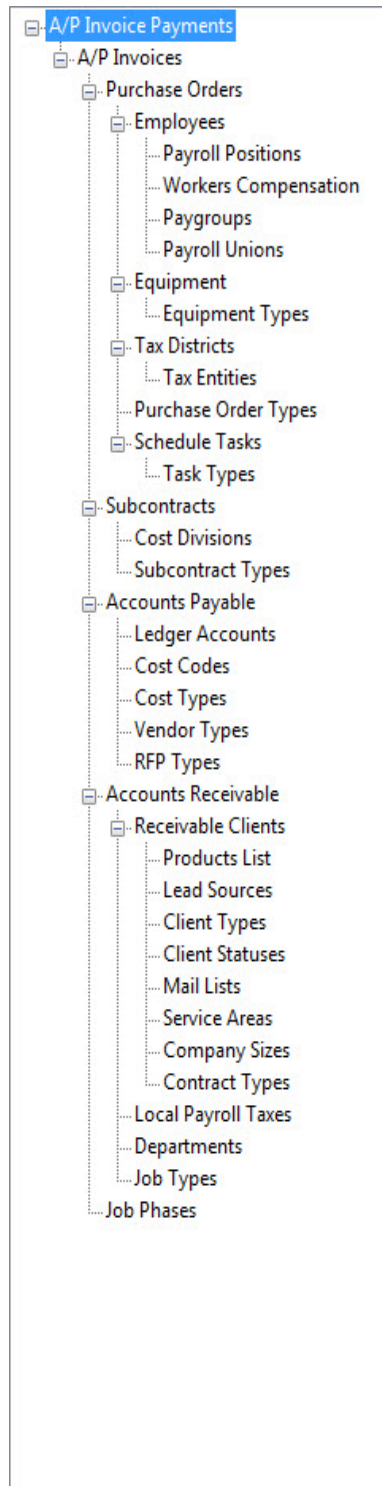 A/P Invoice Payments
A/P Invoices
Purchase Orders
Employees
Payroll Positions
Workers Compensation
Paygroups
Payroll Unions
Equipment
Equipment Types
Tax Districts
Tax Entities
Purchase Order Types
Schedule Tasks
Task Types
Subcontracts
Cost Divisions
Subcontract Types
Accounts Payable
Ledger Accounts
Cost Codes
Cost Types
Vendor Types
RFP Types
Accounts Receivable
Receivable Clients
Products List
Lead Sources
Client Types
Client Statuses
Mail Lists
Service Areas
Company Sizes
Contract Types
Local Payroll Taxes
Departments
Job Types
Job Phases